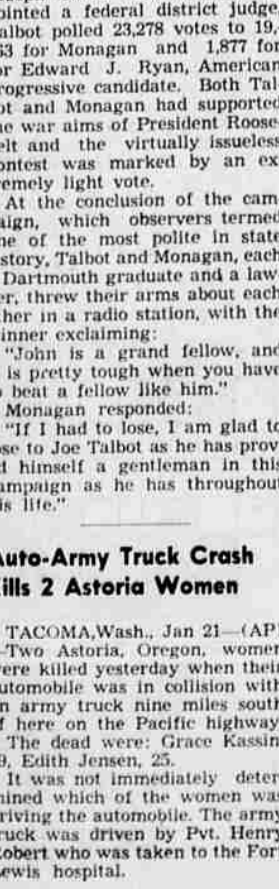 ointed a federal district judge,
albot polled 23,278 votes to 19,-
63 for Monagan and 1,877 for
or Edward J. Ryan, American
rogressive candidate. Both Tal-
ot and Monagan had supported
he war aims of President Roose-
elt and the virtually issueless
ontest was marked by an ex-
remely light vote.
At the conclusion of the cam-
aign, which observers termed
ne of the most polite in state
istory, Talbot and Monagan, each
Dartmouth graduate and a law-
er, threw their arms about each
ther in a radio station, with the
inner exclaiming:
"John is a grand fellow, and
is pretty tough when you have
o beat a fellow like him."
Monagan responded:
"If I had to lose, I am glad to
ose to Joe Talbot as he has prov-
d himself a gentleman in this
ampaign as he has throughout
is life."
Auto-Army Truck Crash
ills 2 Astoria Women
TACOMA,Wash., Jan 21—(AP)
—Two Astoria, Oregon, women
ere killed yesterday when their
utomobile was in collision with
n army truck nine miles south
f here on the Pacific highway.
The dead were: Grace Kassin,
9, Edith Jensen, 25.
It was not immediately deter-
mined which of the women was
riving the automobile. The army
ruck was driven by Pvt. Henry
Robert who was taken to the Fort
ewis hospital.